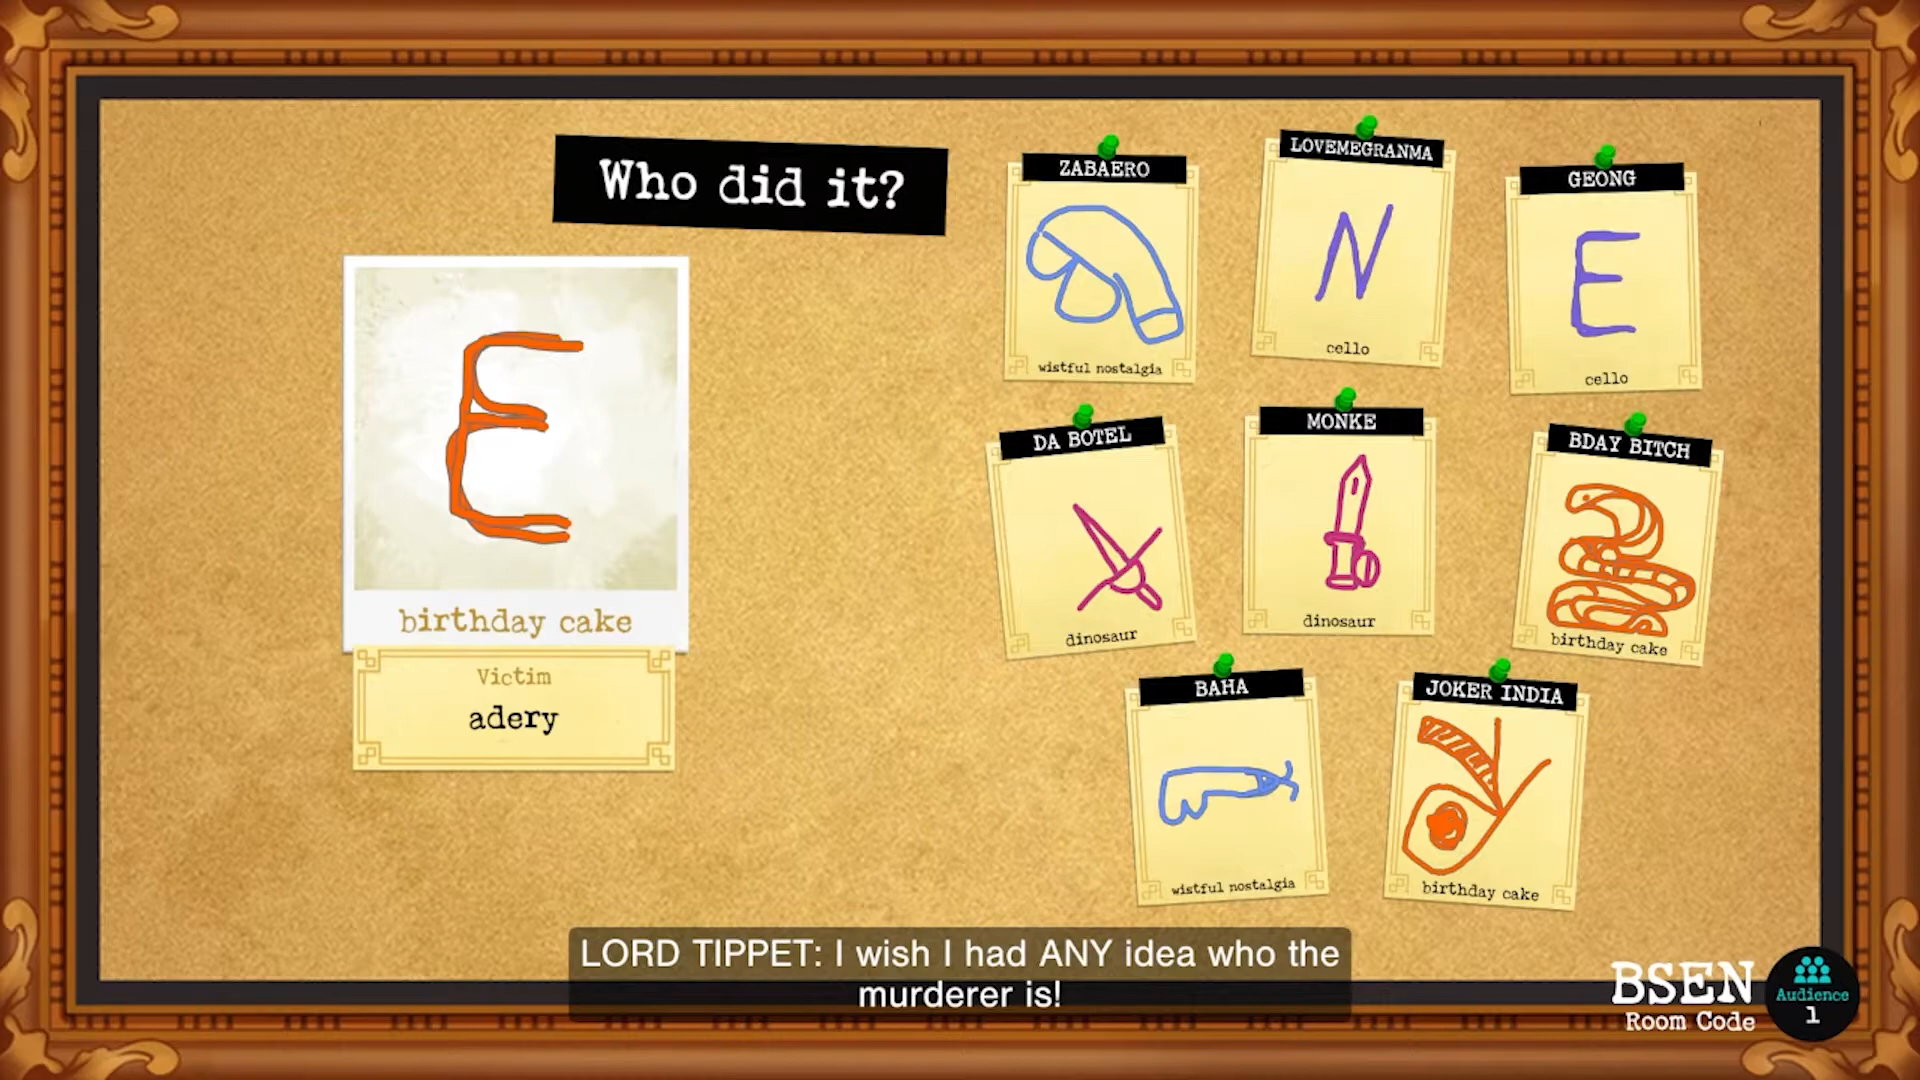 Who did it?
E
birthday cake
Victim
adery
ZABAERO
wistful nostalgia
LOVEMEGRANMA
N
cello
GEONG
E
cello
DA BOTEL
dinosaur
MONKE
dinosaur
BDAY BITCH
birthday cake
BAHA
wistful nostalgia
JOKER INDIA
birthday cake
LORD TIPPET: I wish I had ANY idea who the
murderer is!
BSEN
Room Code
Audience
1